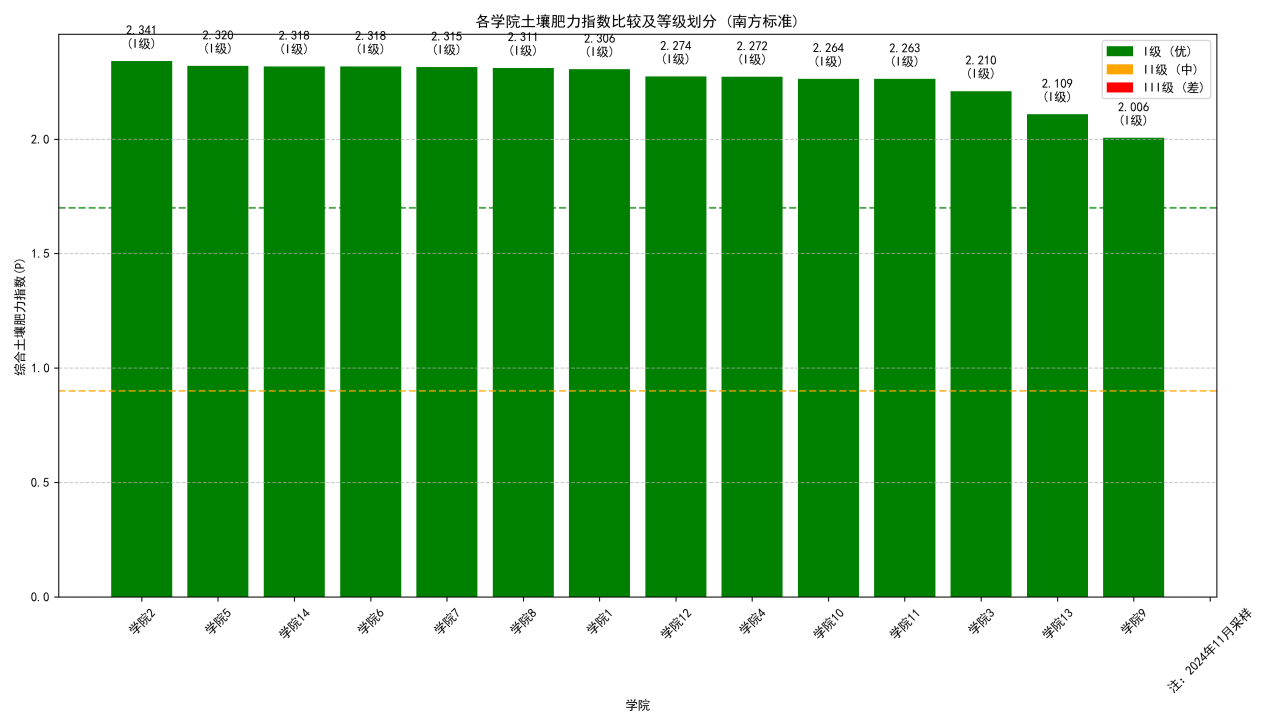 各学院土壤肥力指数比较及等级划分 (南方标准)
2.341
(I级)
2.320
(I级)
2.318
(I级)
2.318
(I级)
2.315
(I级)
2.311
(I级)
2.306
(I级)
2.274
(I级)
2.272
(I级)
2.264
(I级)
2.263
(I级)
2.210
(I级)
2.109
(I级)
2.006
(I级)
I级 (优)
II级 (中)
III级 (差)
综合土壤肥力指数(P)
2.0
1.5
1.0
0.5
0.0
学院2
学院5
学院14
学院6
学院7
学院8
学院1
学院12
学院4
学院10
学院11
学院3
学院13
学院9
注: 2024年11月采样
学院